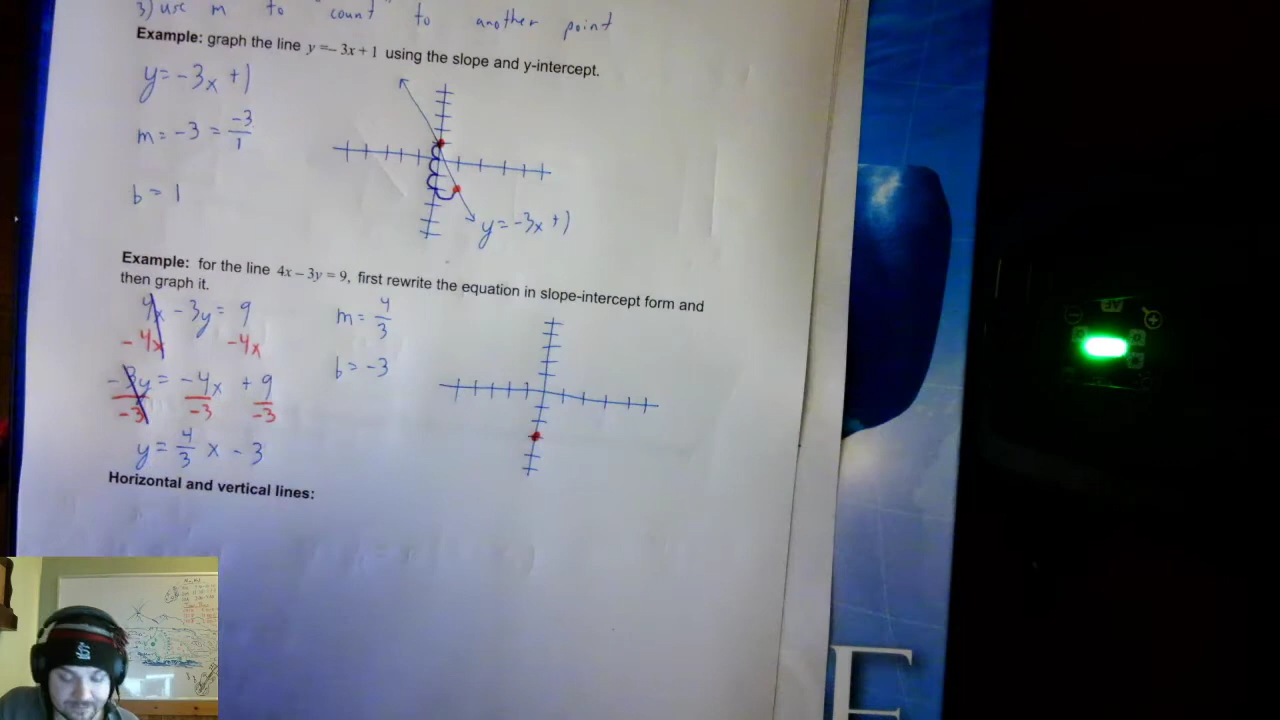 3) use m to "count" to another point
Example: graph the line y = – 3x + 1 using the slope and y-intercept.
y = -3x + 1
m = -3 = -3/1
b = 1
y = -3x + 1
Example: for the line 4x – 3y = 9, first rewrite the equation in slope-intercept form and
then graph it.
4x - 3y = 9
-4x -4x
-3y = -4x + 9
-3 -3 -3
y = 4/3 x - 3
m = 4/3
b = -3
Horizontal and vertical lines:
E
AF